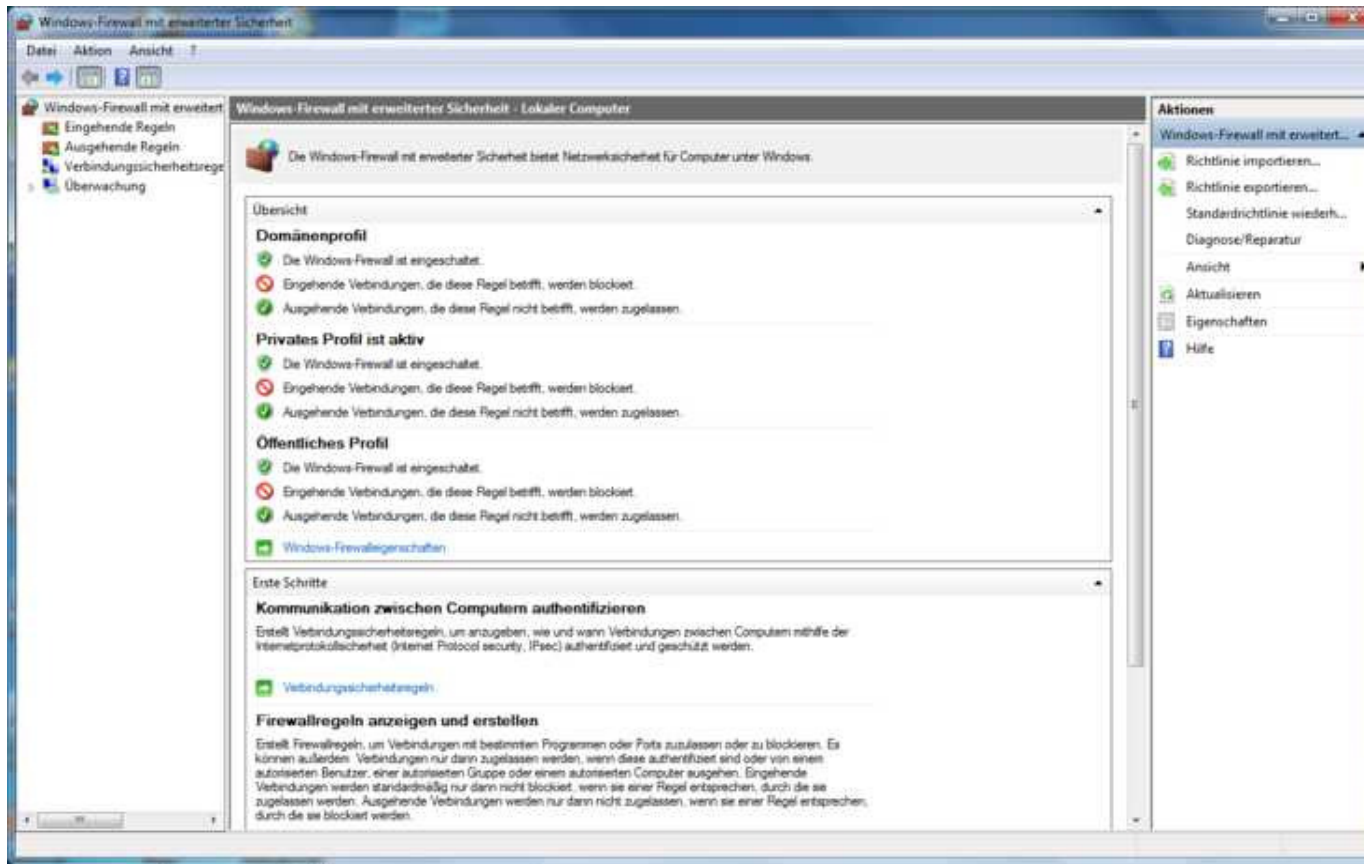 Windows-Firewall mit erweiterter Sicherheit
Datei Aktion Ansicht ?
Windows-Firewall mit erweitert
Eingehende Regeln
Ausgehende Regeln
Verbindungssicherheitsrege
Überwachung
Windows-Firewall mit erweiterter Sicherheit - Lokaler Computer
Die Windows-Firewall mit erweiterter Sicherheit bietet Netzwerksicherheit für Computer unter Windows.
Übersicht
Domänenprofil
Die Windows-Firewall ist eingeschaltet.
Eingehende Verbindungen, die diese Regel betrifft, werden blockiert.
Ausgehende Verbindungen, die diese Regel nicht betrifft, werden zugelassen.
Privates Profil ist aktiv
Die Windows-Firewall ist eingeschaltet.
Eingehende Verbindungen, die diese Regel betrifft, werden blockiert.
Ausgehende Verbindungen, die diese Regel nicht betrifft, werden zugelassen.
Öffentliches Profil
Die Windows-Firewall ist eingeschaltet.
Eingehende Verbindungen, die diese Regel betrifft, werden blockiert.
Ausgehende Verbindungen, die diese Regel nicht betrifft, werden zugelassen.
Windows-Firewalleigenschaften
Erste Schritte
Kommunikation zwischen Computern authentifizieren
Erstellt Verbindungssicherheitsregeln, um anzugeben, wie und wann Verbindungen zwischen Computern mithilfe der
Internetprotokollsicherheit (Internet Protocol security, IPsec) authentifiziert und geschützt werden.
Verbindungssicherheitsregeln
Firewallregeln anzeigen und erstellen
Erstellt Firewallregeln, um Verbindungen mit bestimmten Programmen oder Ports zuzulassen oder zu blockieren. Es
können außerdem Verbindungen nur dann zugelassen werden, wenn diese authentifiziert sind oder von einem
autorisierten Benutzer, einer autorisierten Gruppe oder einem autorisierten Computer ausgehen. Eingehende
Verbindungen werden standardmäßig nur dann nicht blockiert, wenn sie einer Regel entsprechen, durch die sie
zugelassen werden. Ausgehende Verbindungen werden nur dann nicht zugelassen, wenn sie einer Regel entsprechen,
durch die sie blockiert werden.
Aktionen
Windows-Firewall mit erweitert...
Richtlinie importieren...
Richtlinie exportieren...
Standardrichtlinie wiederh...
Diagnose/Reparatur
Ansicht
Aktualisieren
Eigenschaften
Hilfe